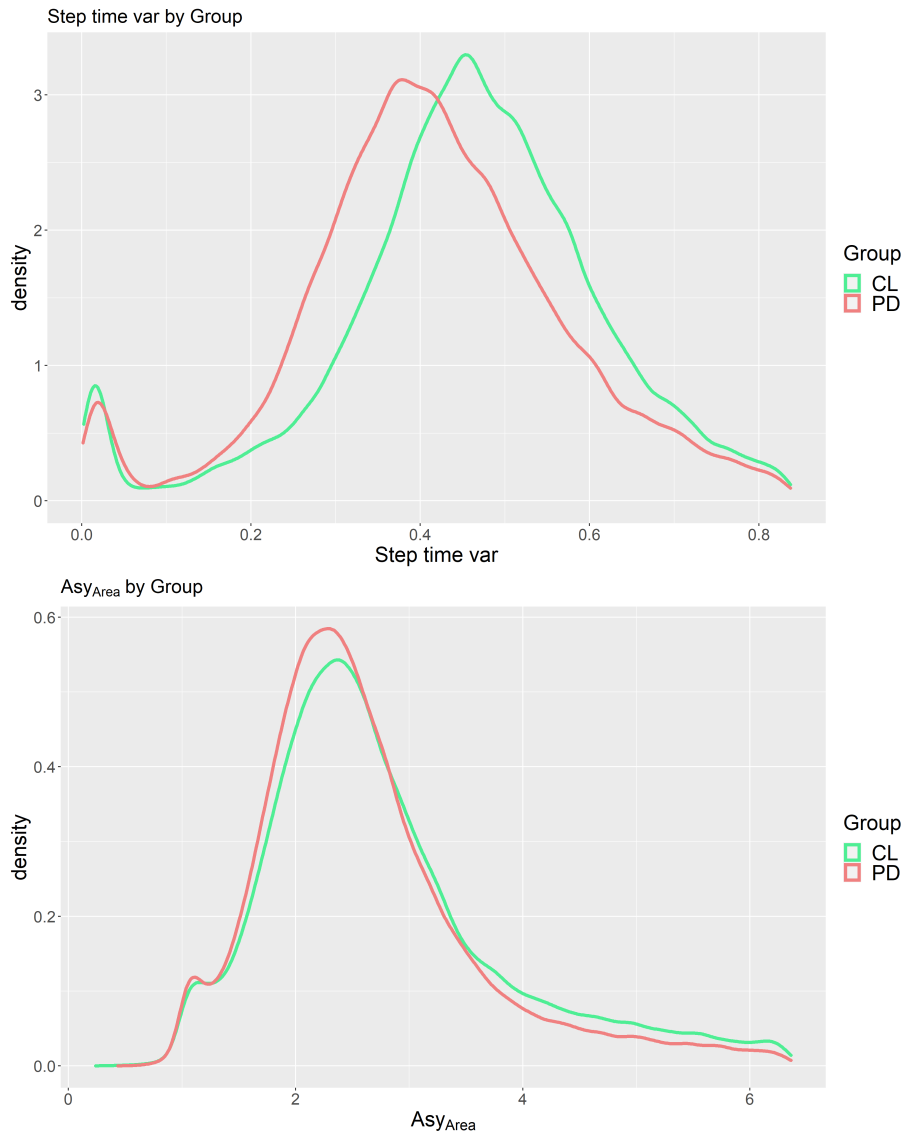 Step time var by Group
density
3
2
1
0
0.0 0.2 0.4 0.6 0.8
Step time var
Group
CL
PD
AsyArea by Group
density
0.6
0.4
0.2
0.0
0 2 4 6
AsyArea
Group
CL
PD